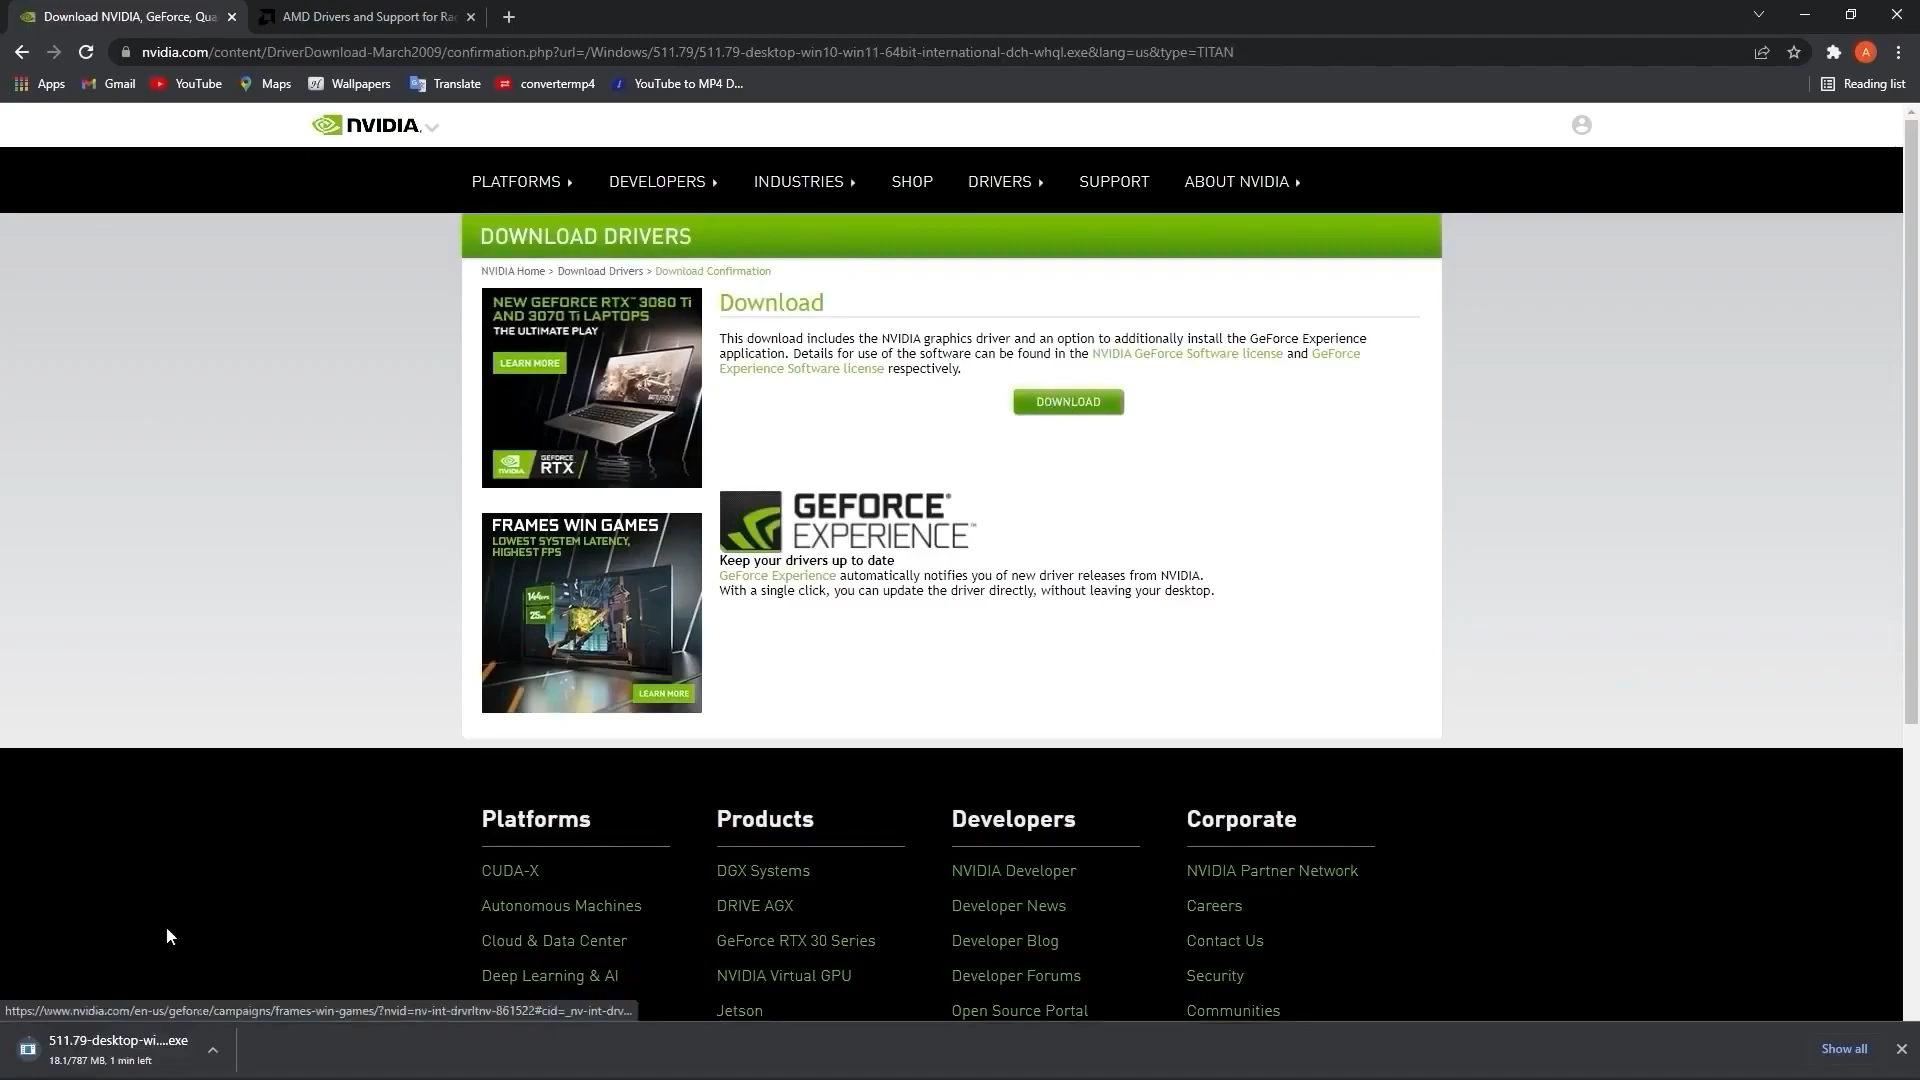 Download NVIDIA, GeForce, Qua
AMD Drivers and Support for Ra
nvidia.com/content/DriverDownload-March2009/confirmation.php?url=/Windows/511.79/511.79-desktop-win10-win11-64bit-international-dch-whql.exe&lang=us&type=TITAN
A
Apps
Gmail
YouTube
Maps
Wallpapers
Translate
convertermp4
YouTube to MP4 D...
Reading list
NVIDIA.
PLATFORMS
DEVELOPERS
INDUSTRIES
SHOP
DRIVERS
SUPPORT
ABOUT NVIDIA
DOWNLOAD DRIVERS
NVIDIA Home > Download Drivers > Download Confirmation
NEW GEFORCE RTX™ 3080 Ti
AND 3070 Ti LAPTOPS
THE ULTIMATE PLAY
LEARN MORE
NVIDIA
GEFORCE
RTX
Download
This download includes the NVIDIA graphics driver and an option to additionally install the GeForce Experience
application. Details for use of the software can be found in the NVIDIA GeForce Software license and GeForce
Experience Software license respectively.
DOWNLOAD
GEFORCE®
EXPERIENCE™
Keep your drivers up to date
GeForce Experience automatically notifies you of new driver releases from NVIDIA.
With a single click, you can update the driver directly, without leaving your desktop.
FRAMES WIN GAMES
LOWEST SYSTEM LATENCY,
HIGHEST FPS
LEARN MORE
Platforms
CUDA-X
Autonomous Machines
Cloud & Data Center
Deep Learning & AI
Products
DGX Systems
DRIVE AGX
GeForce RTX 30 Series
NVIDIA Virtual GPU
Jetson
Developers
NVIDIA Developer
Developer News
Developer Blog
Developer Forums
Open Source Portal
Corporate
NVIDIA Partner Network
Careers
Contact Us
Security
Communities
https://www.nvidia.com/en-us/geforce/campaigns/frames-win-games/?nvid=nv-int-drvrltnv-861522#cid=_nv-int-drv...
511.79-desktop-wi....exe
18.1/787 MB, 1 min left
Show all